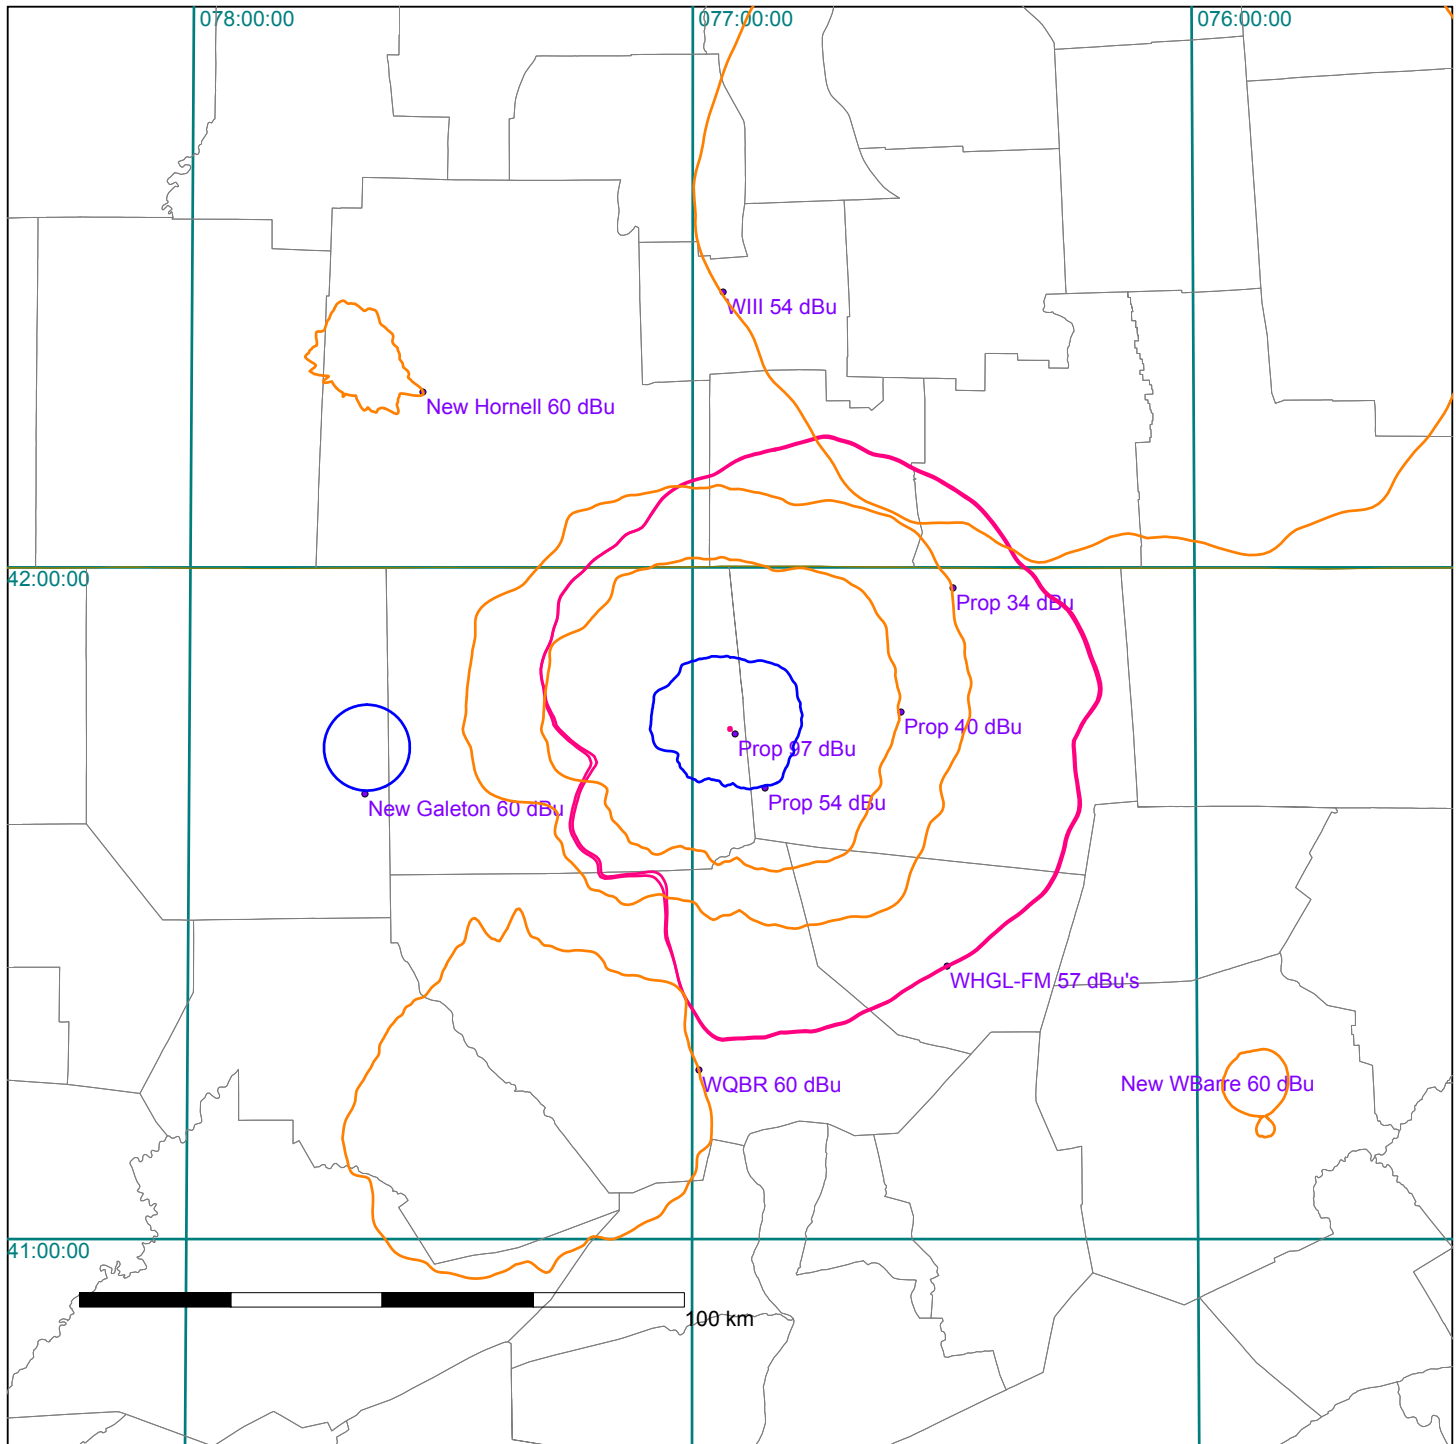 078:00:00
077:00:00
076:00:00
WIII 54 dBu
New Hornell 60 dBu
42:00:00
Prop 34 dBu
Prop 40 dBu
Prop 97 dBu
Prop 54 dBu
New Galeton 60 dBu
WHGL-FM 57 dBu's
WQBR 60 dBu
New WBarre 60 dBu
41:00:00
100 km